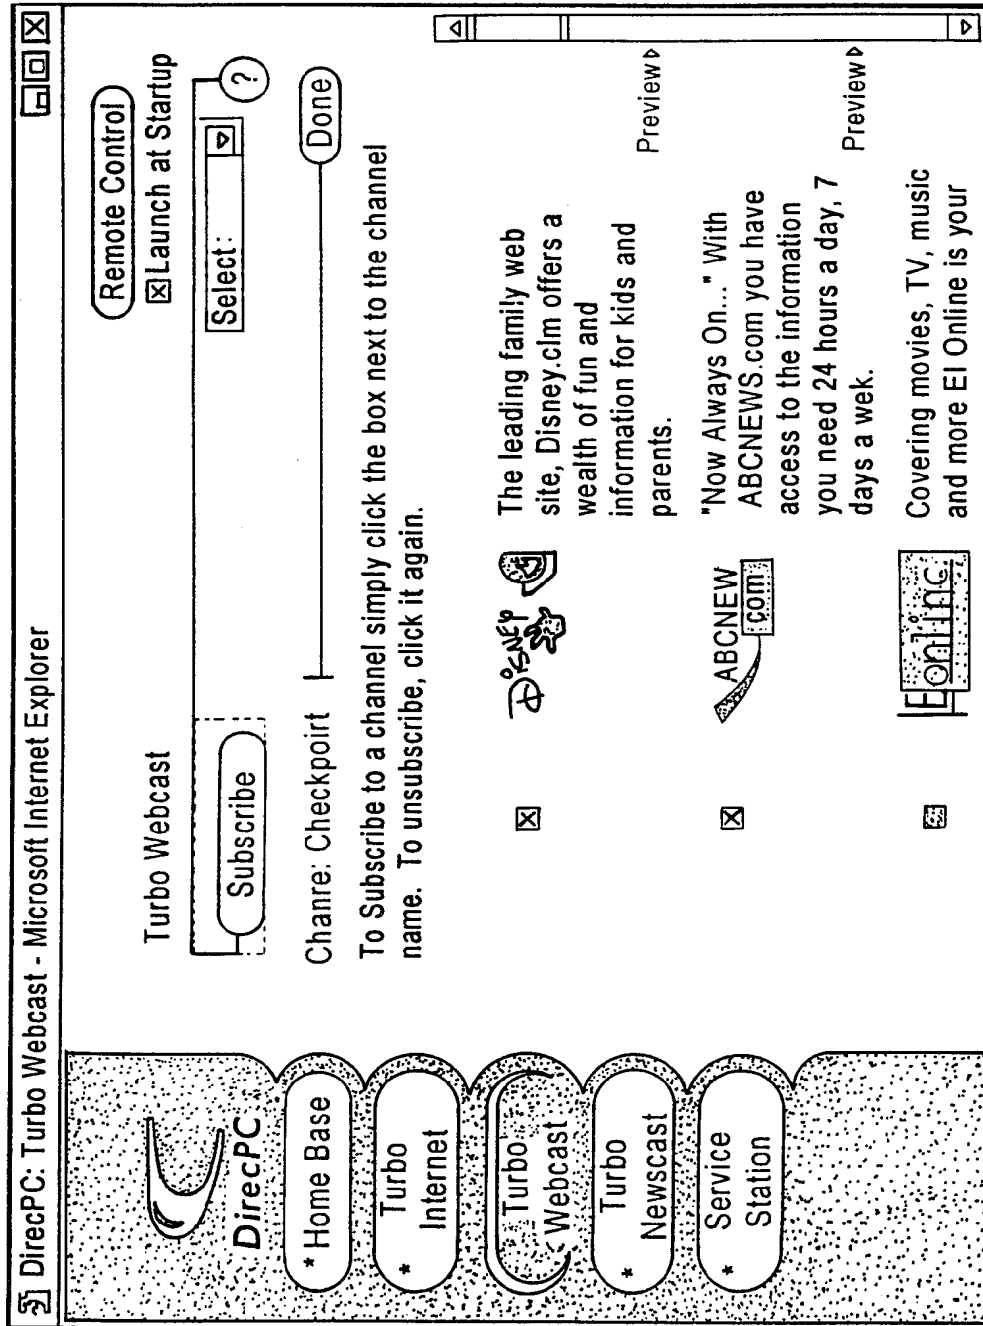 DirecPC: Turbo Webcast - Microsoft Internet Explorer
DirecPC
* Home Base
* Turbo
Internet
Turbo
Webcast
* Turbo
Newscast
* Service
Station
Remote Control
Launch at Startup
Turbo Webcast
Subscribe
Select:
?
Chanre: Checkpoirt
Done
To Subscribe to a channel simply click the box next to the channel
name. To unsubscribe, click it again.
DiSNEY
The leading family web
site, Disney.clm offers a
wealth of fun and
information for kids and
parents.
Preview
ABCNEW
com
"Now Always On..." With
ABCNEWS.com you have
access to the information
you need 24 hours a day, 7
days a wek.
Preview
E online
Covering movies, TV, music
and more EI Online is your